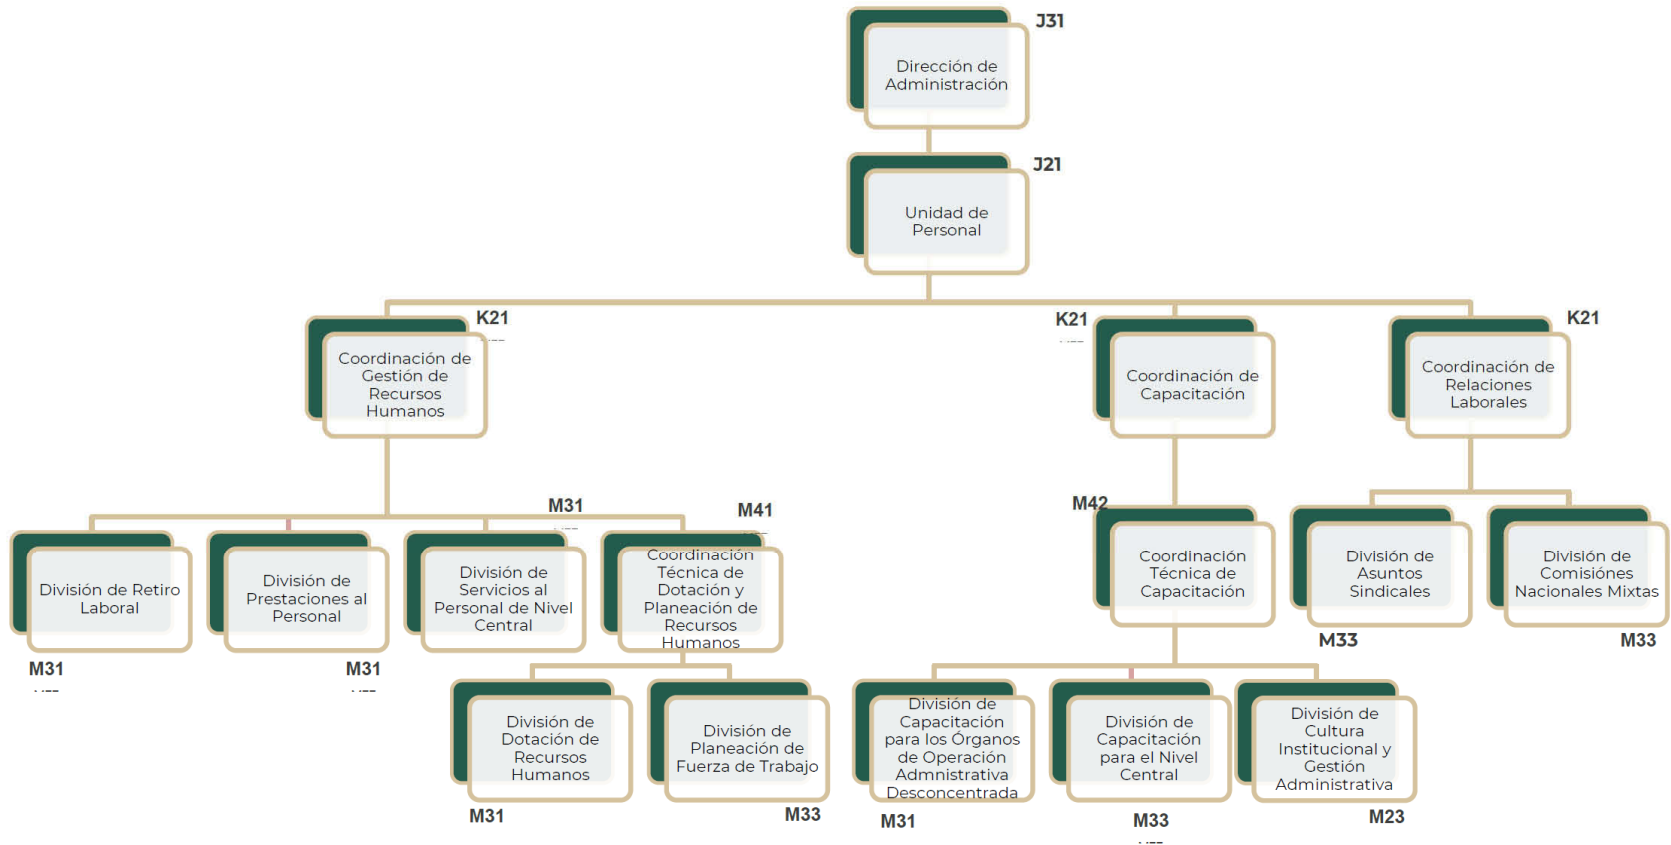 J31
Dirección de
Administración
J21
Unidad de
Personal
K21
Coordinación de
Gestión de
Recursos
Humanos
K21
Coordinación de
Capacitación
K21
Coordinación de
Relaciones
Laborales
División de Retiro
Laboral
M31
División de
Prestaciones al
Personal
M31
M31
División de
Servicios al
Personal de Nivel
Central
M41
Coordinación
Técnica de
Dotación y
Planeación de
Recursos
Humanos
M42
Coordinación
Técnica de
Capacitación
División de
Asuntos
Sindicales
M33
División de
Comisiónes
Nacionales Mixtas
M33
División de
Dotación de
Recursos
Humanos
M31
División de
Planeación de
Fuerza de Trabajo
M33
División de
Capacitación
para los Órganos
de Operación
Admnistrativa
Desconcentrada
M31
División de
Capacitación
para el Nivel
Central
M33
División de
Cultura
Institucional y
Gestión
Administrativa
M23